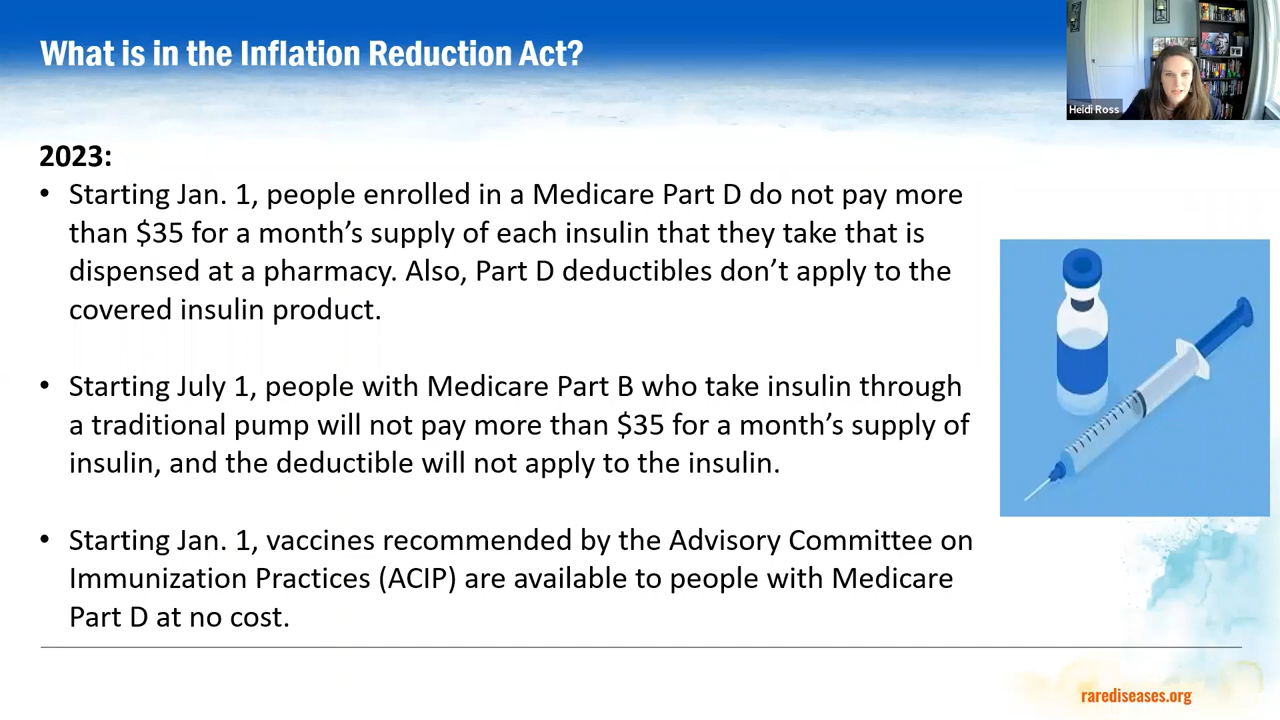 What is in the Inflation Reduction Act?
Heidi Ross
2023:
• Starting Jan. 1, people enrolled in a Medicare Part D do not pay more
than $35 for a month’s supply of each insulin that they take that is
dispensed at a pharmacy. Also, Part D deductibles don’t apply to the
covered insulin product.
• Starting July 1, people with Medicare Part B who take insulin through
a traditional pump will not pay more than $35 for a month’s supply of
insulin, and the deductible will not apply to the insulin.
• Starting Jan. 1, vaccines recommended by the Advisory Committee on
Immunization Practices (ACIP) are available to people with Medicare
Part D at no cost.
rarediseases.org